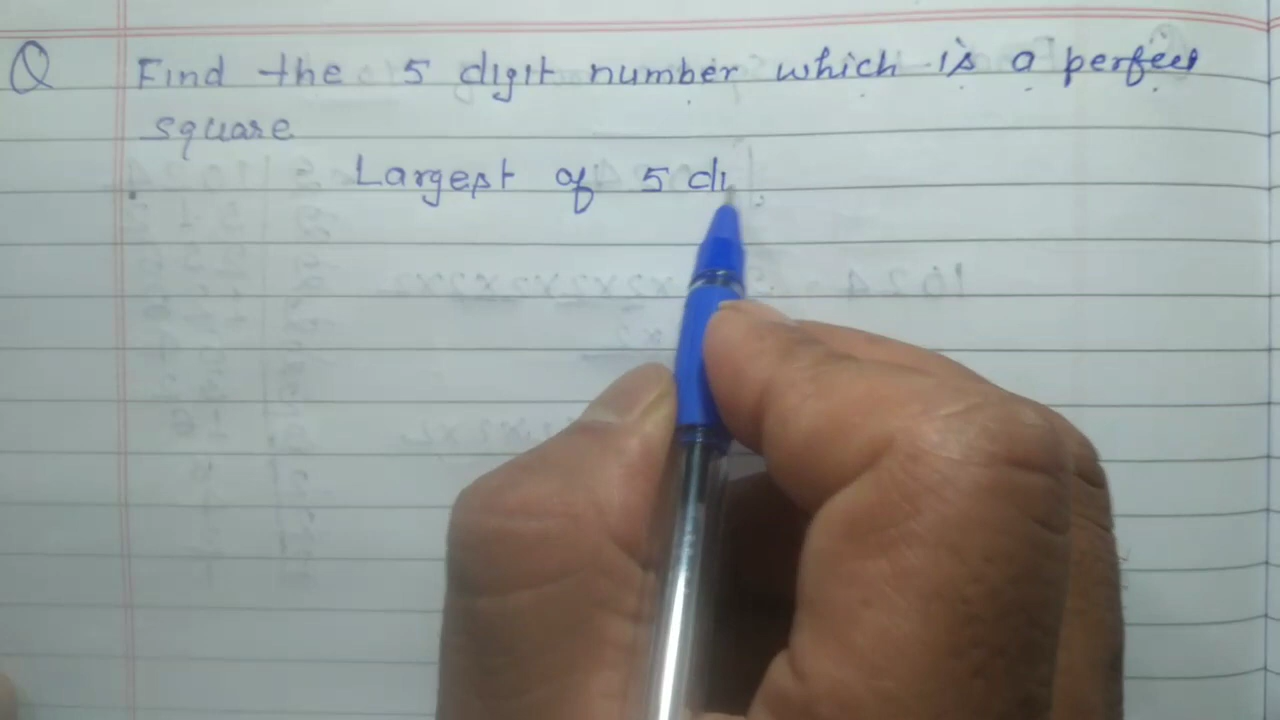 Q Find the 5 digit number which is a perfect
square
Largest of 5 di